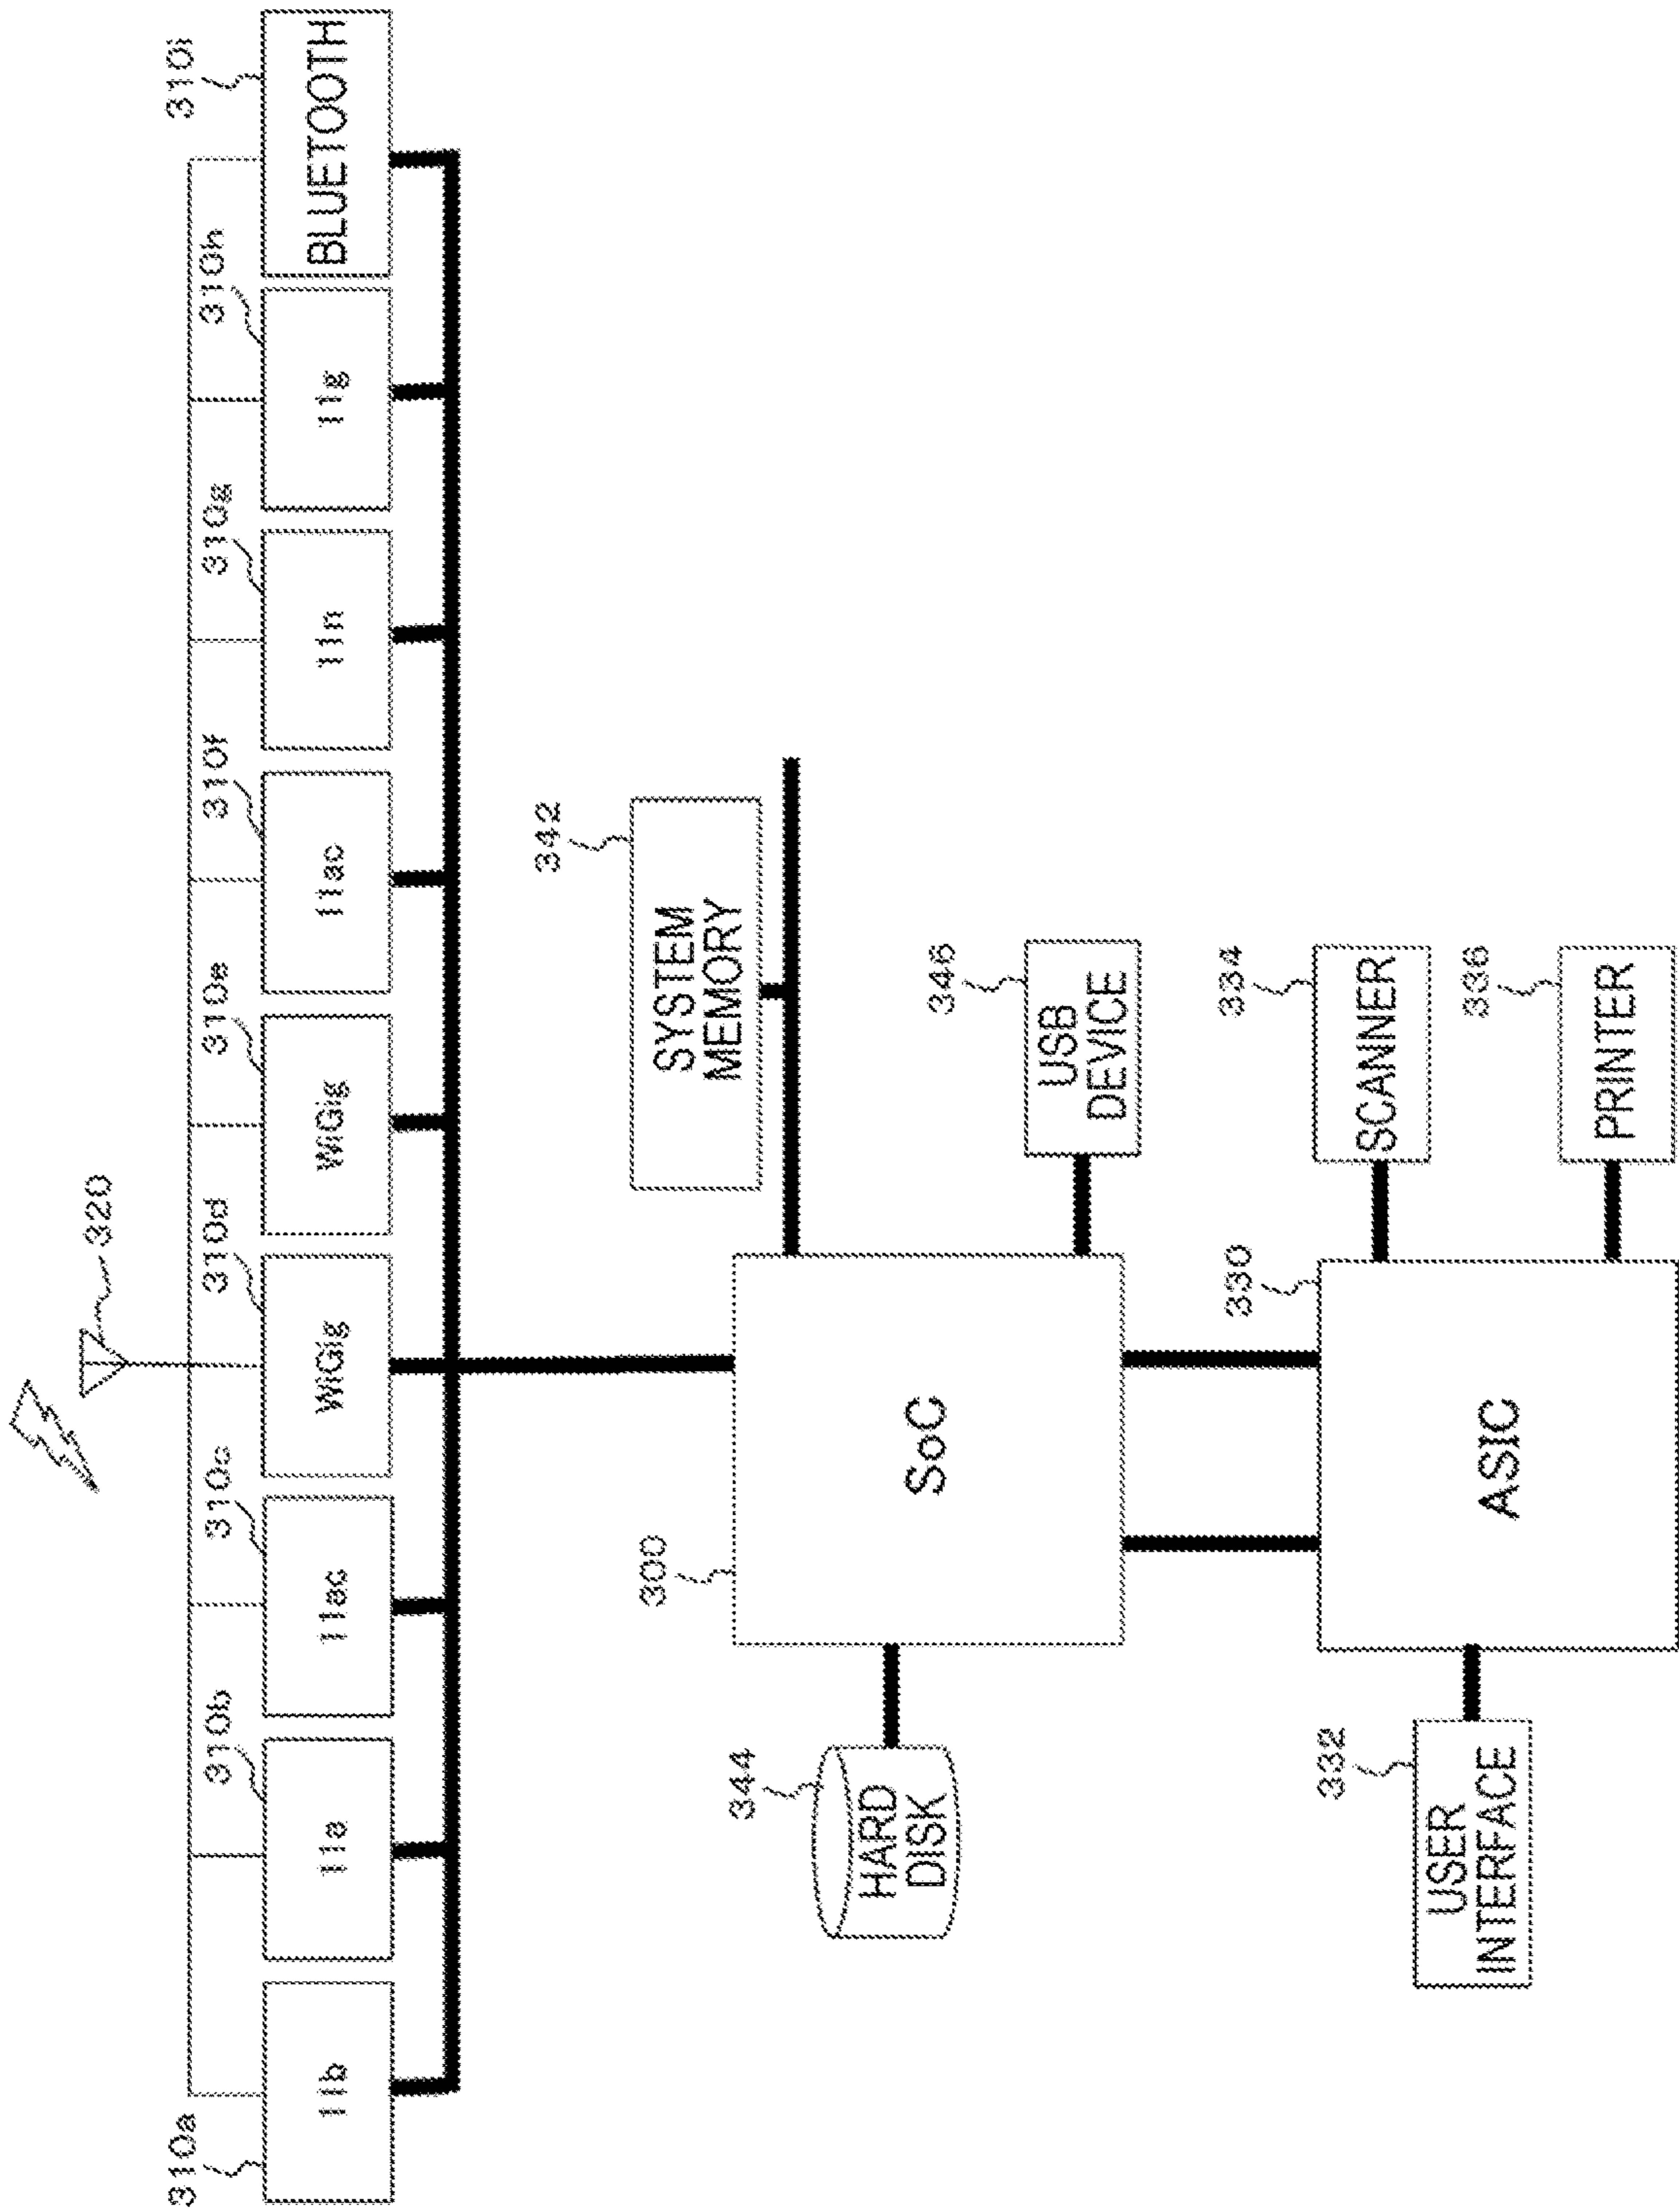 320
310a
310b
310c
310d
310e
310f
310g
310h
310i
11b
11a
11ac
WiGig
WiGig
11ac
11n
11g
BLUETOOTH
342
SYSTEM
MEMORY
300
SoC
344
HARD
DISK
346
USB
DEVICE
330
ASIC
334
SCANNER
332
USER
INTERFACE
336
PRINTER